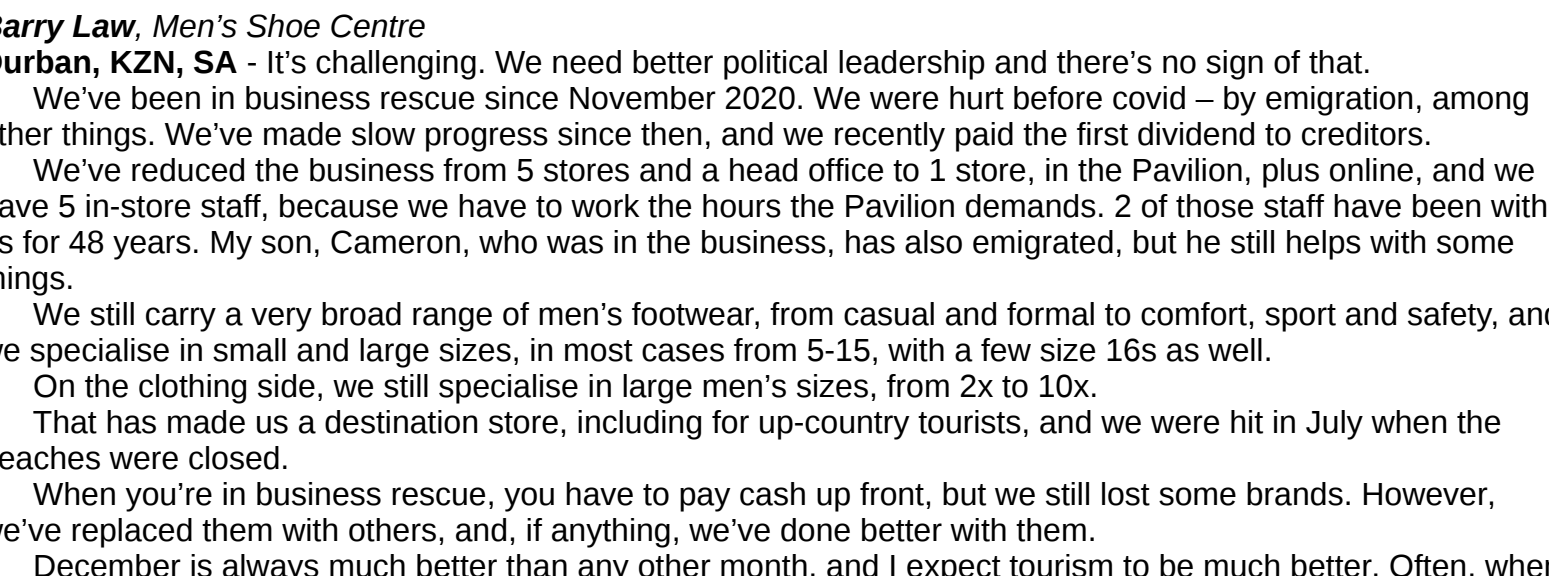 Barry Law, Men's Shoe Centre
Durban, KZN, SA - It's challenging. We need better political leadership and there's no sign of that.
We've been in business rescue since November 2020. We were hurt before covid – by emigration, among
ther things. We've made slow progress since then, and we recently paid the first dividend to creditors.
We've reduced the business from 5 stores and a head office to 1 store, in the Pavilion, plus online, and we
ave 5 in-store staff, because we have to work the hours the Pavilion demands. 2 of those staff have been with
s for 48 years. My son, Cameron, who was in the business, has also emigrated, but he still helps with some
hings.
We still carry a very broad range of men's footwear, from casual and formal to comfort, sport and safety, and
we specialise in small and large sizes, in most cases from 5-15, with a few size 16s as well.
On the clothing side, we still specialise in large men's sizes, from 2x to 10x.
That has made us a destination store, including for up-country tourists, and we were hit in July when the
eaches were closed.
When you're in business rescue, you have to pay cash up front, but we still lost some brands. However,
we've replaced them with others, and, if anything, we've done better with them.
December is always much better than any other month, and I expect tourism to be much better. Often, when